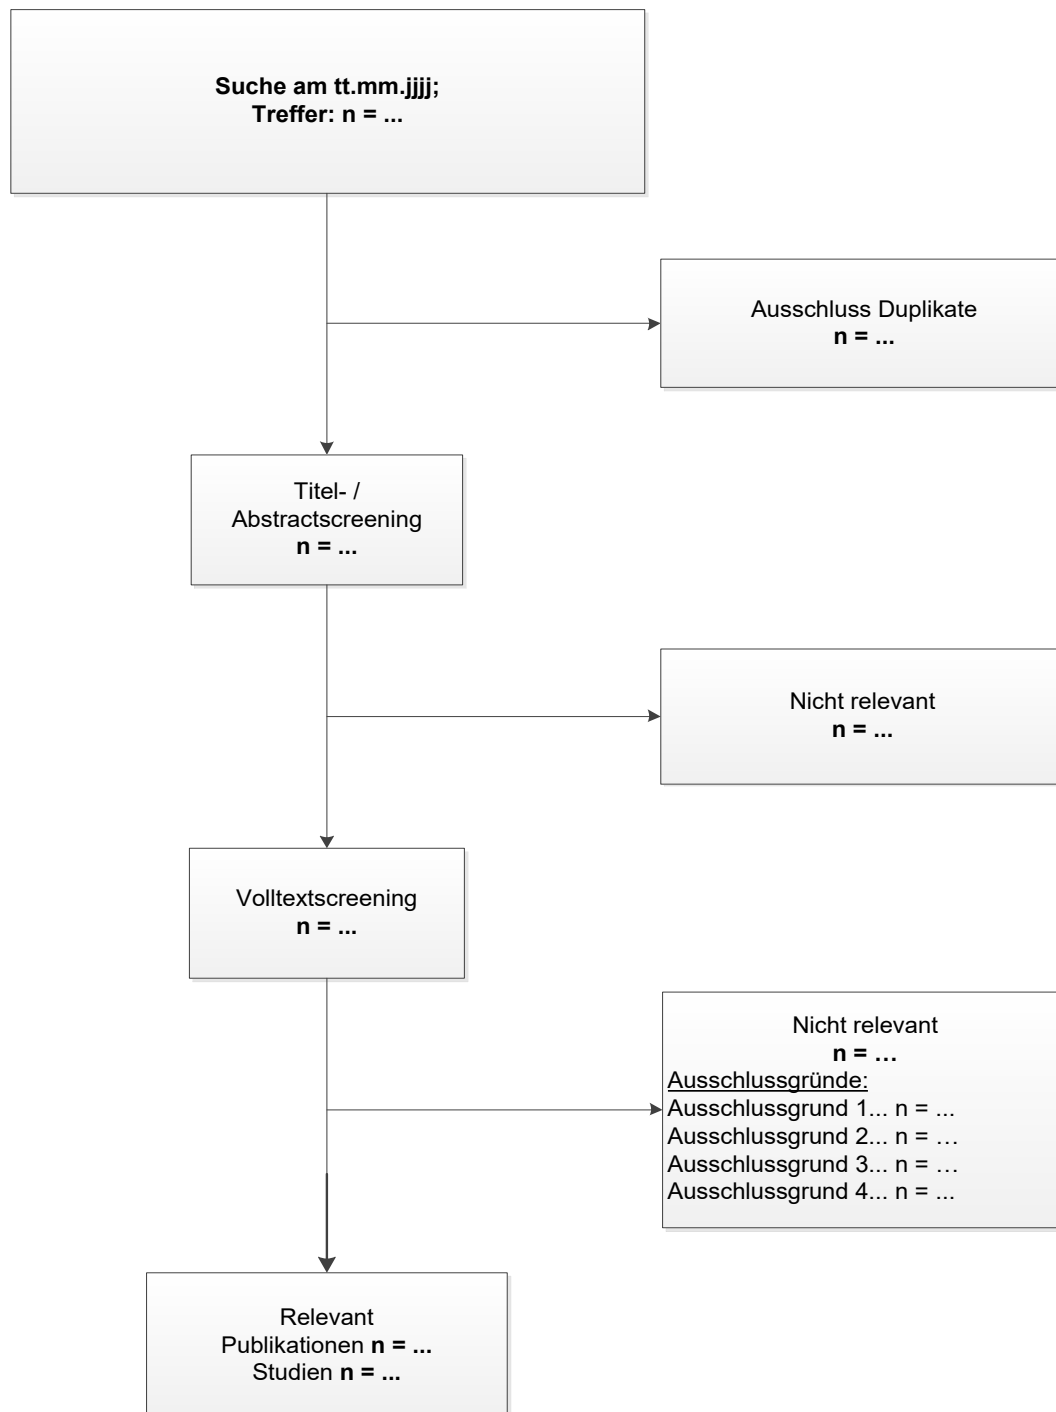 Suche am tt.mm.jjjj;
Treffer: n = ...
Ausschluss Duplikate
n = ...
Titel- /
Abstractscreening
n = ...
Nicht relevant
n = ...
Volltextscreening
n = ...
Nicht relevant
n = …
Ausschlussgründe:
Ausschlussgrund 1... n = ...
Ausschlussgrund 2... n = …
Ausschlussgrund 3... n = …
Ausschlussgrund 4... n = ...
Relevant
Publikationen n = ...
Studien n = ...